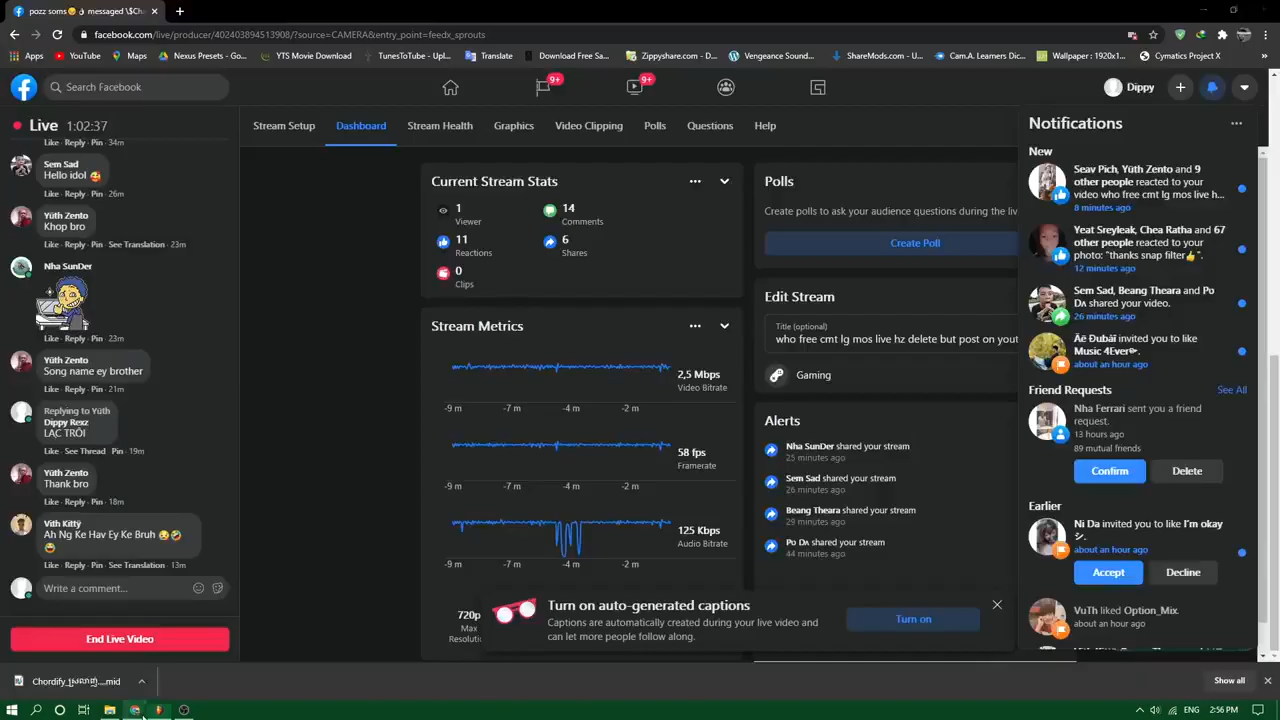 pozz soms😔 messaged \$Cha
facebook.com/live/producer/402403894513908/?source=CAMERA&entry_point=feedx_sprouts
Apps
YouTube
Maps
Nexus Presets - Goo...
YTS Movie Download
TunesToTube - Upl...
Translate
Download Free Sa...
Zippyshare.com - D...
Vengeance Sound...
ShareMods.com - U...
Cam.A. Learners Dic...
Wallpaper : 1920x1...
Cymatics Project X
»
Search Facebook
9+
9+
Dippy
Live 1:02:37
Like · Reply · Pin · 34m
Sem Sad
Hello idol 🥰
Like · Reply · Pin · 26m
Yüth Zento
Khop bro
Like · Reply · Pin · See Translation · 23m
Nha SunDer
Like · Reply · Pin · 23m
Yüth Zento
Song name ey brother
Like · Reply · Pin · 21m
Replying to Yüth
Dippy Rexz
LẠC TRÔI
Like · See Thread Pin · 19m
Yüth Zento
Thank bro
Like · Reply · Pin · 18m
Vith Kittÿ
Ah Ng Ke Hav Ey Ke Bruh 😂🤣
😄
Like · Reply · Pin · See Translation · 13m
Write a comment...
End Live Video
Stream Setup
Dashboard
Stream Health
Graphics
Video Clipping
Polls
Questions
Help
Current Stream Stats
1
Viewer
14
Comments
11
Reactions
6
Shares
0
Clips
Stream Metrics
2,5 Mbps
Video Bitrate
-9 m -7 m -4 m -2 m
58 fps
Framerate
-9 m -7 m -4 m -2 m
125 Kbps
Audio Bitrate
-9 m -7 m -4 m -2 m
720p
Max
Resolu
Polls
Create polls to ask your audience questions during the liv
Create Poll
Edit Stream
Title (optional)
who free cmt lg mos live hz delete but post on yout
Gaming
Alerts
Nha SunDer shared your stream
25 minutes ago
Sem Sad shared your stream
26 minutes ago
Beang Theara shared your stream
29 minutes ago
Po Dᴀ shared your stream
44 minutes ago
Turn on auto-generated captions
Captions are automatically created during your live video and
can let more people follow along.
Turn on
Notifications
New
Seav Pich, Yüth Zento and 9
other people reacted to your
video who free cmt lg mos live h...
8 minutes ago
Yeat Sreyleak, Chea Ratha and 67
other people reacted to your
photo: "thanks snap filter👍".
12 minutes ago
Sem Sad, Beang Theara and Po
Dᴀ shared your video.
26 minutes ago
Āe Đubāī invited you to like
Music 4Ever✏.
about an hour ago
Friend Requests
See All
Nha Ferrari sent you a friend
request.
13 hours ago
89 mutual friends
Confirm
Delete
Earlier
Ni Da invited you to like I'm okay
シ.
about an hour ago
Accept
Decline
VuTh liked Option_Mix.
about an hour ago
Show all
2:56 PM